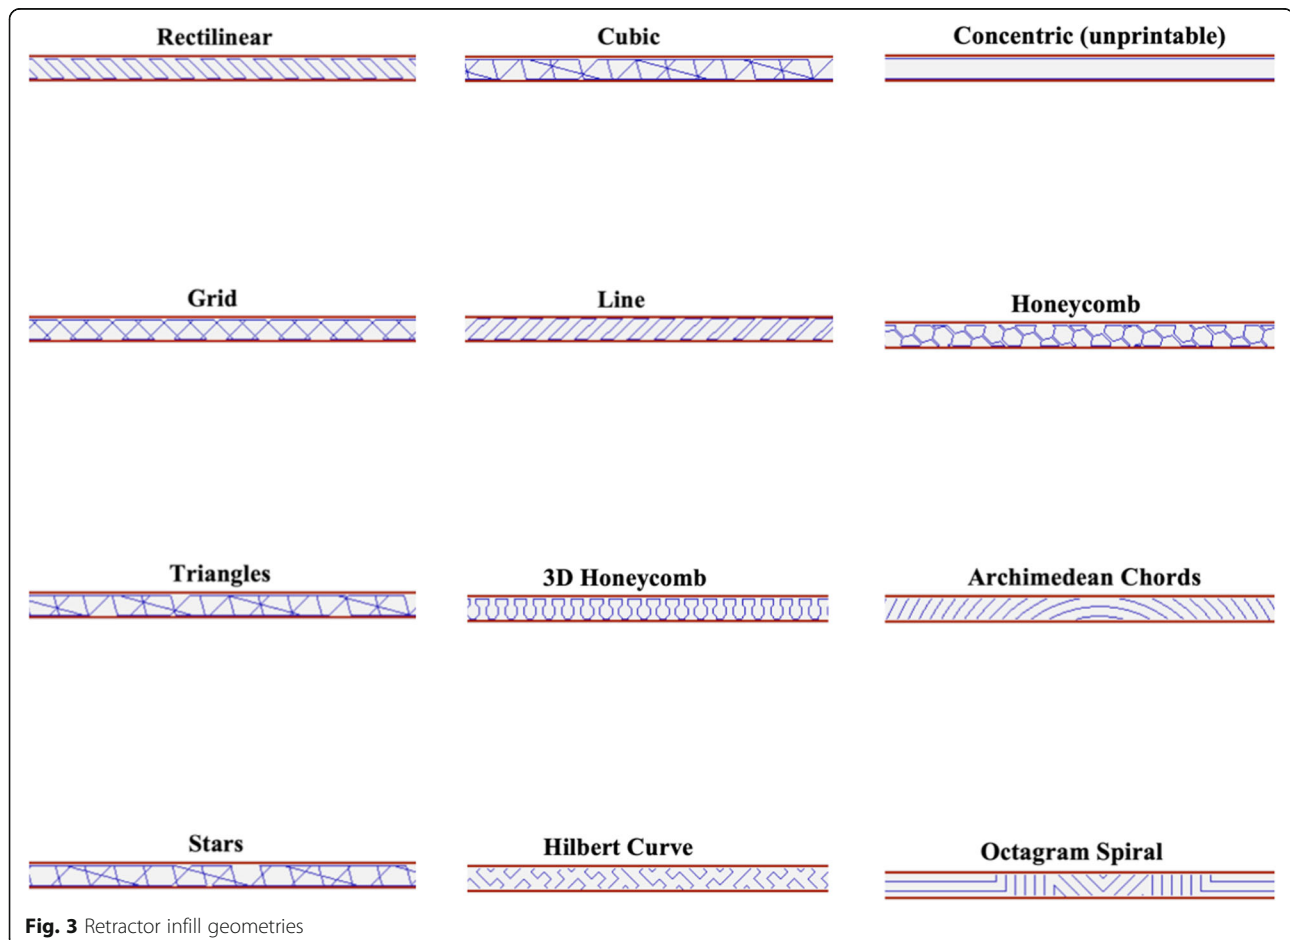 Rectilinear
Cubic
Concentric (unprintable)
Grid
Line
Honeycomb
Triangles
3D Honeycomb
Archimedean Chords
Stars
Hilbert Curve
Octagram Spiral
Fig. 3 Retractor infill geometries